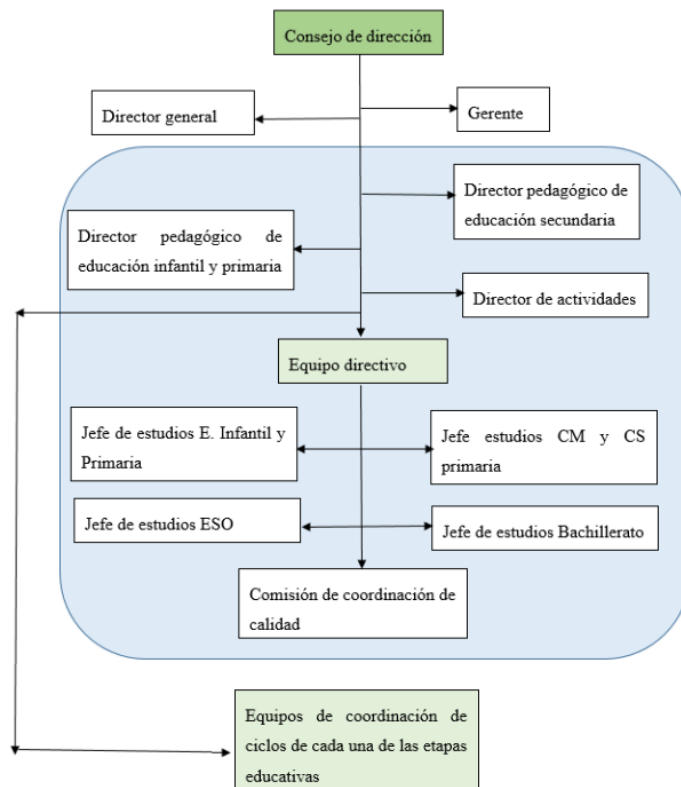 Consejo de dirección
Director general
Gerente
Director pedagógico de
educación secundaria
Director pedagógico de
educación infantil y primaria
Director de actividades
Equipo directivo
Jefe de estudios E. Infantil y
Primaria
Jefe estudios CM y CS
primaria
Jefe de estudios ESO
Jefe de estudios Bachillerato
Comisión de coordinación de
calidad
Equipos de coordinación de
ciclos de cada una de las etapas
educativas